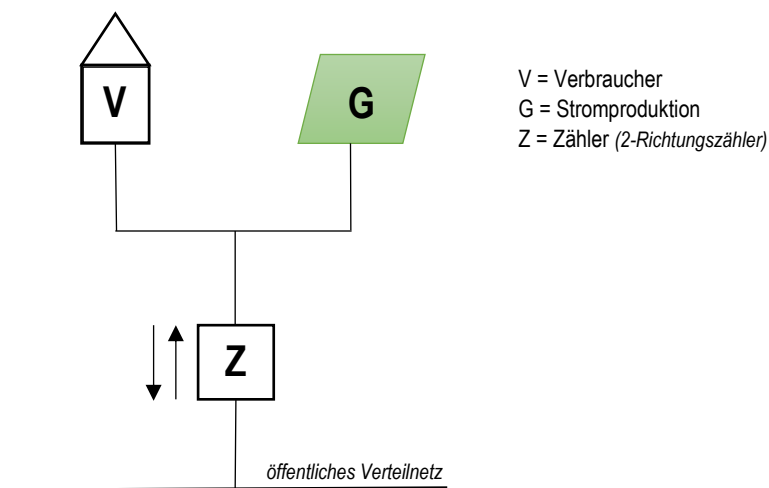 V
G
V = Verbraucher
G = Stromproduktion
Z = Zähler (2-Richtungszähler)
Z
öffentliches Verteilnetz